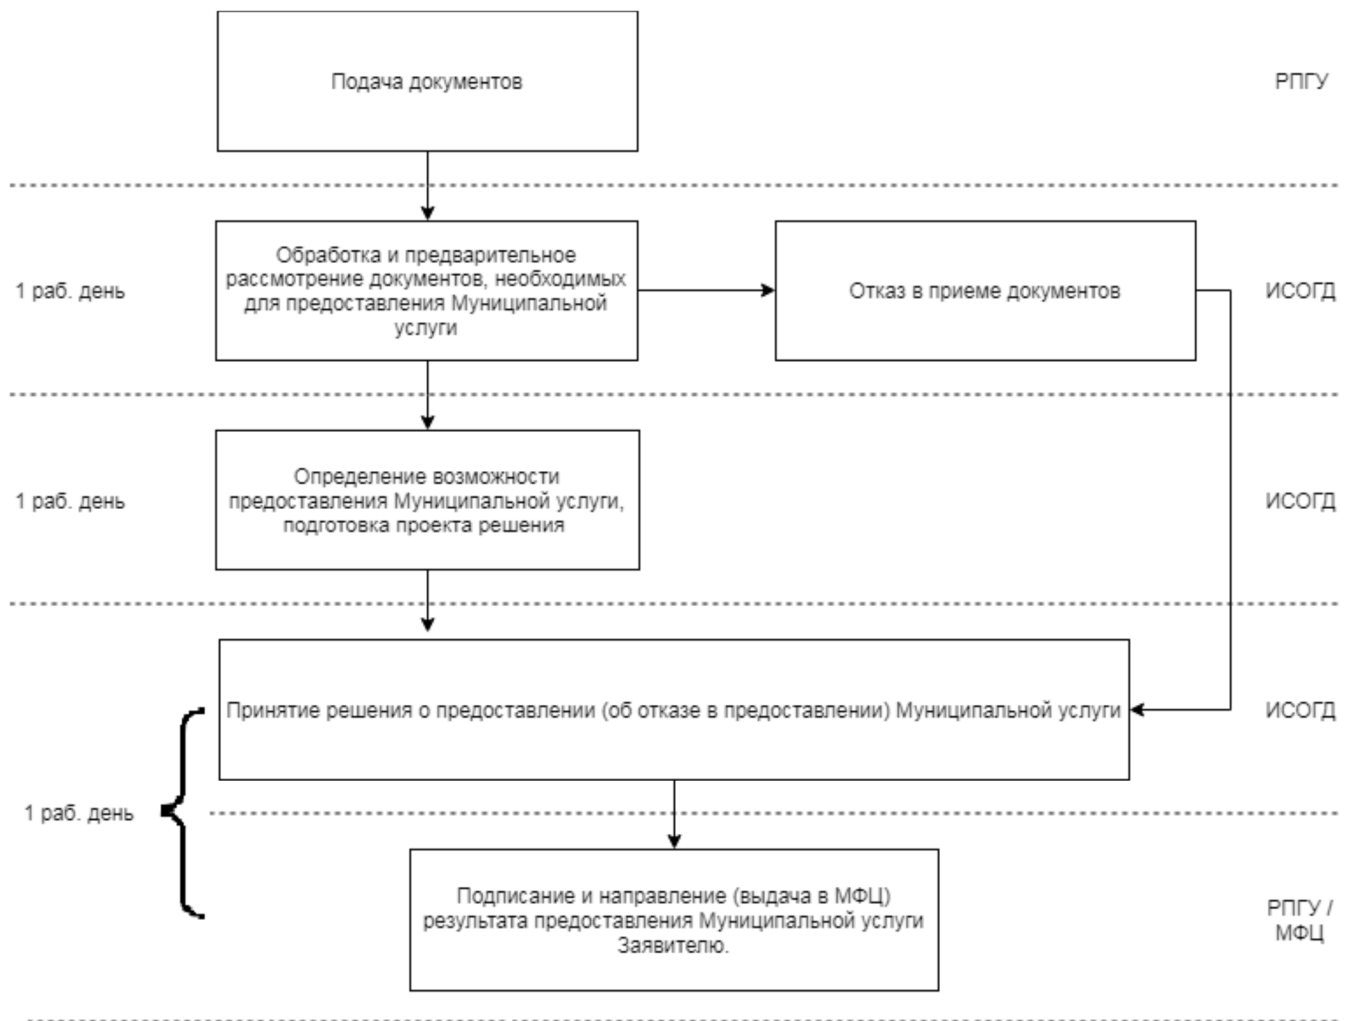 Подача документов
РПГУ
1 раб. день
Обработка и предварительное
рассмотрение документов, необходимых
для предоставления Муниципальной
услуги
Отказ в приеме документов
ИСОГД
1 раб. день
Определение возможности
предоставления Муниципальной услуги,
подготовка проекта решения
ИСОГД
Принятие решения о предоставлении (об отказе в предоставлении) Муниципальной услуги
ИСОГД
1 раб. день
Подписание и направление (выдача в МФЦ)
результата предоставления Муниципальной услуги
Заявителю.
РПГУ /
МФЦ